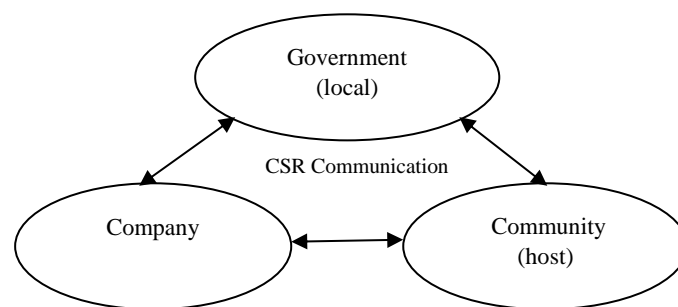 Government
(local)
CSR Communication
Company
Community
(host)